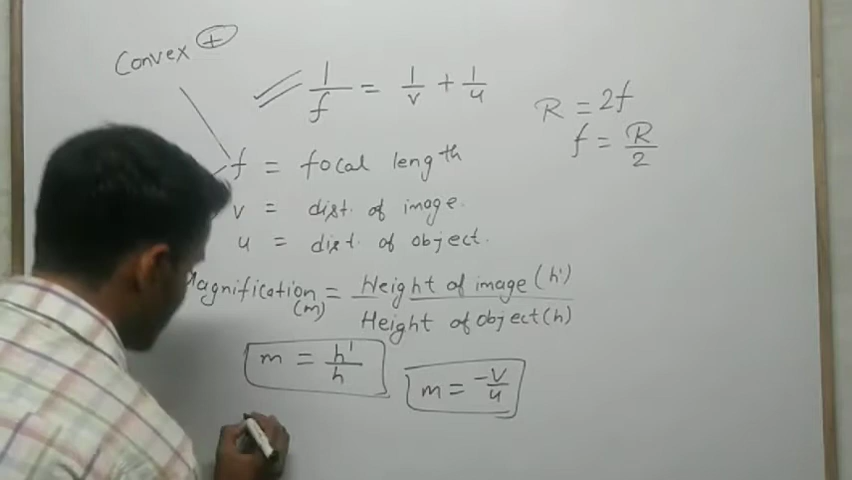 Convex +
1/f = 1/v + 1/u
R = 2f
f = R/2
f = focal length
v = dist. of image.
u = dist. of object.
Magnification (m) = Height of image (h') / Height of object (h)
m = h'/h
m = -v/u